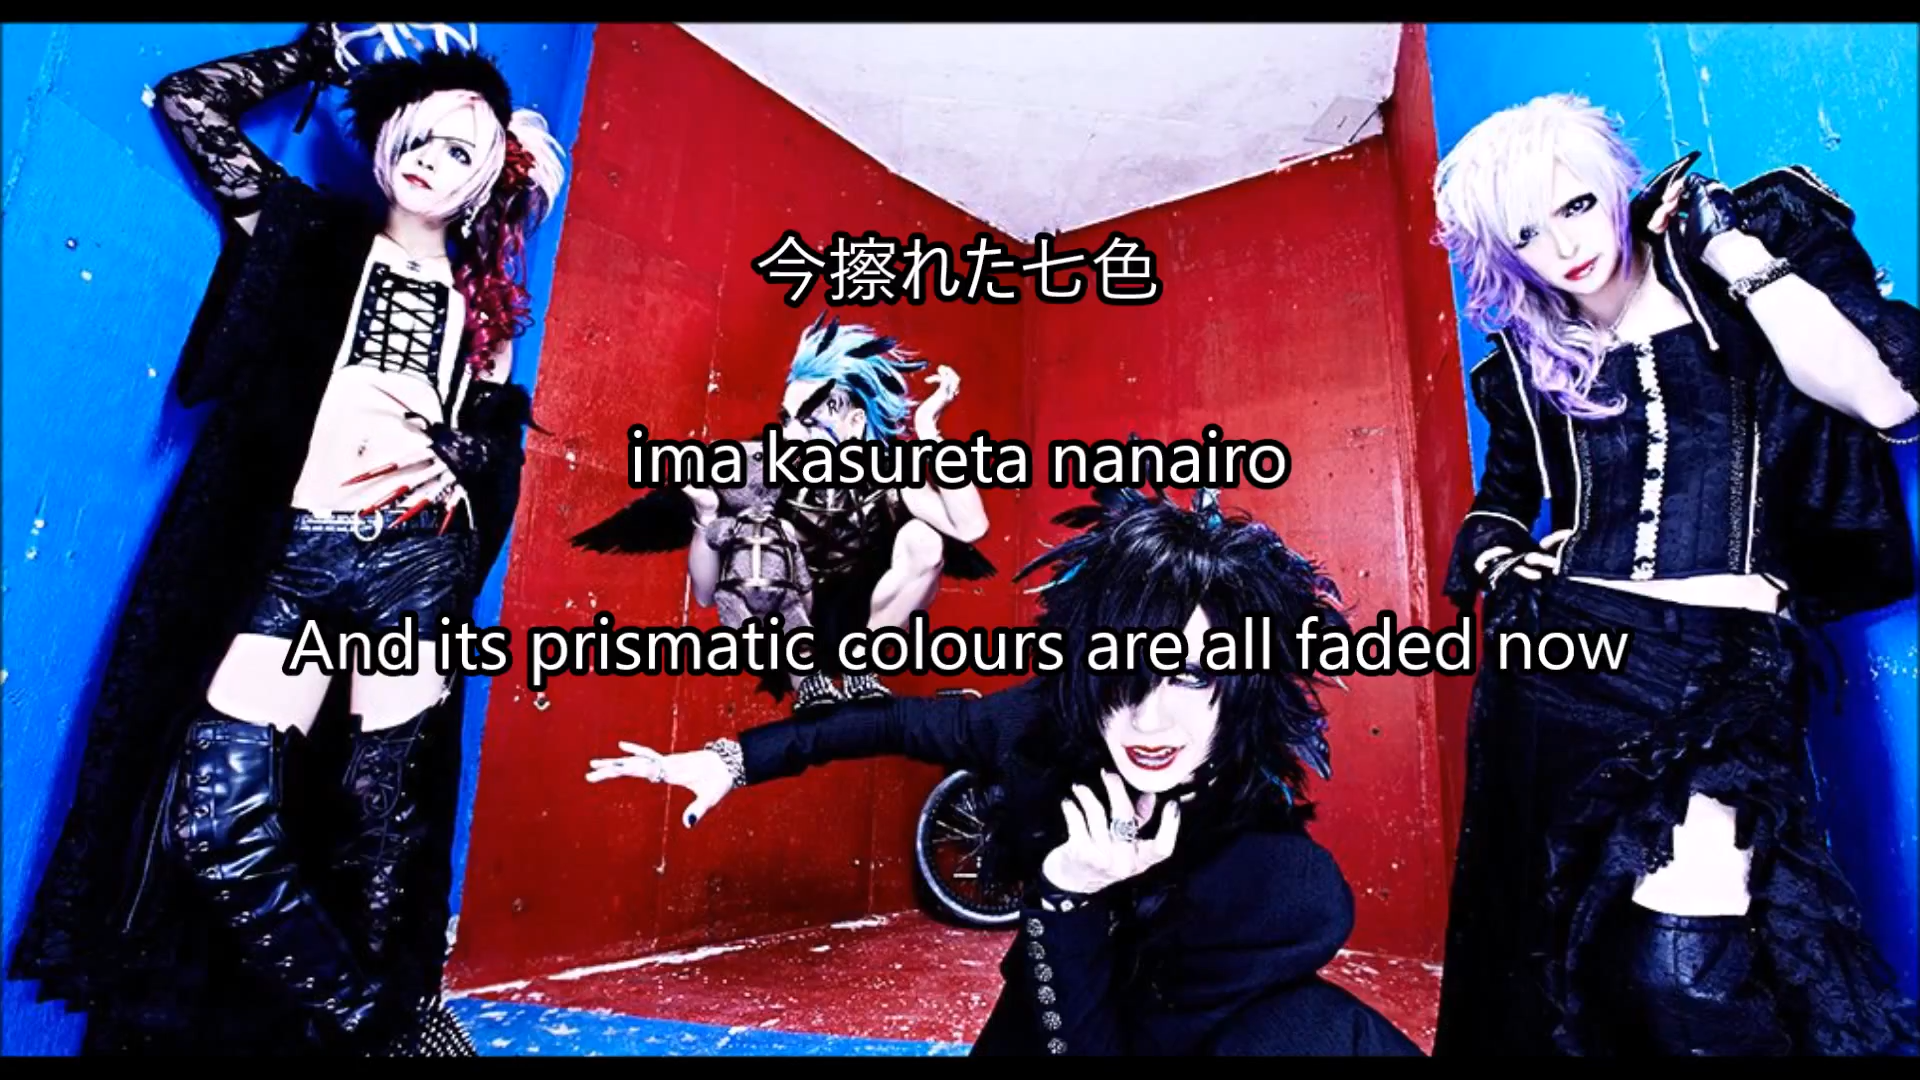 今擦れた七色
ima kasureta nanairo
And its prismatic colours are all faded now